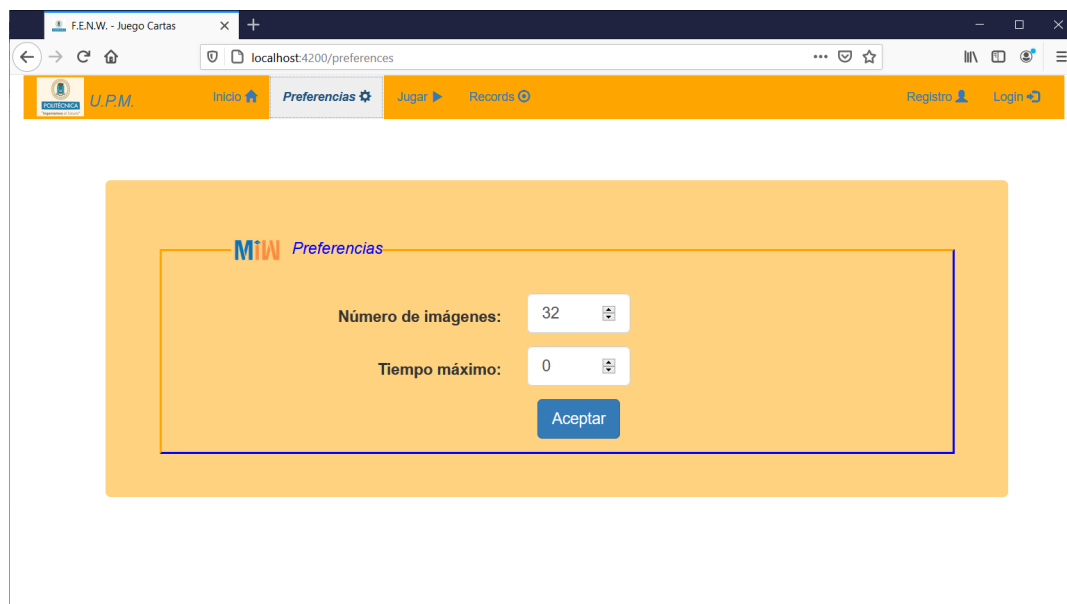 F.E.N.W. - Juego Cartas
localhost:4200/preferences
POLITÉCNICA
U.P.M.
Inicio
Preferencias
Jugar
Records
Registro
Login
MiW
Preferencias
Número de imágenes:
32
Tiempo máximo:
0
Aceptar